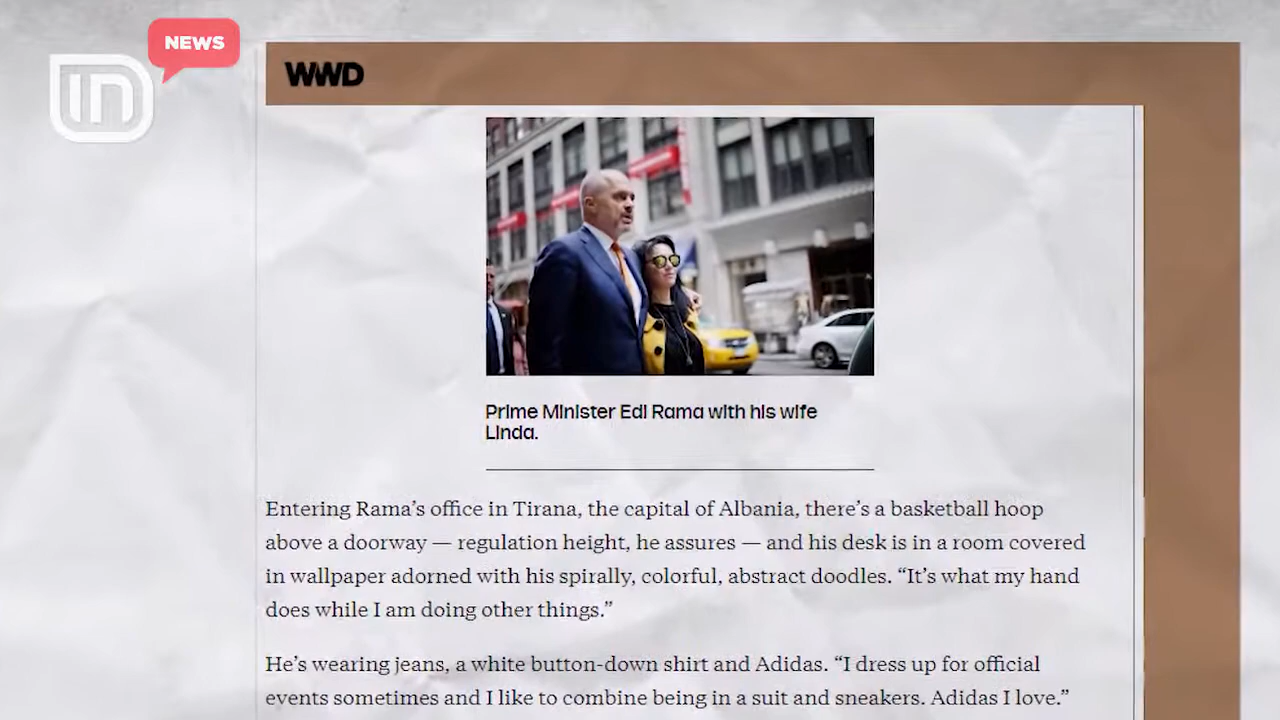 NEWS
in
WWD
Prime Minister Edi Rama with his wife
Linda.
Entering Rama’s office in Tirana, the capital of Albania, there’s a basketball hoop
above a doorway — regulation height, he assures — and his desk is in a room covered
in wallpaper adorned with his spirally, colorful, abstract doodles. “It’s what my hand
does while I am doing other things.”
He’s wearing jeans, a white button-down shirt and Adidas. “I dress up for official
events sometimes and I like to combine being in a suit and sneakers. Adidas I love.”